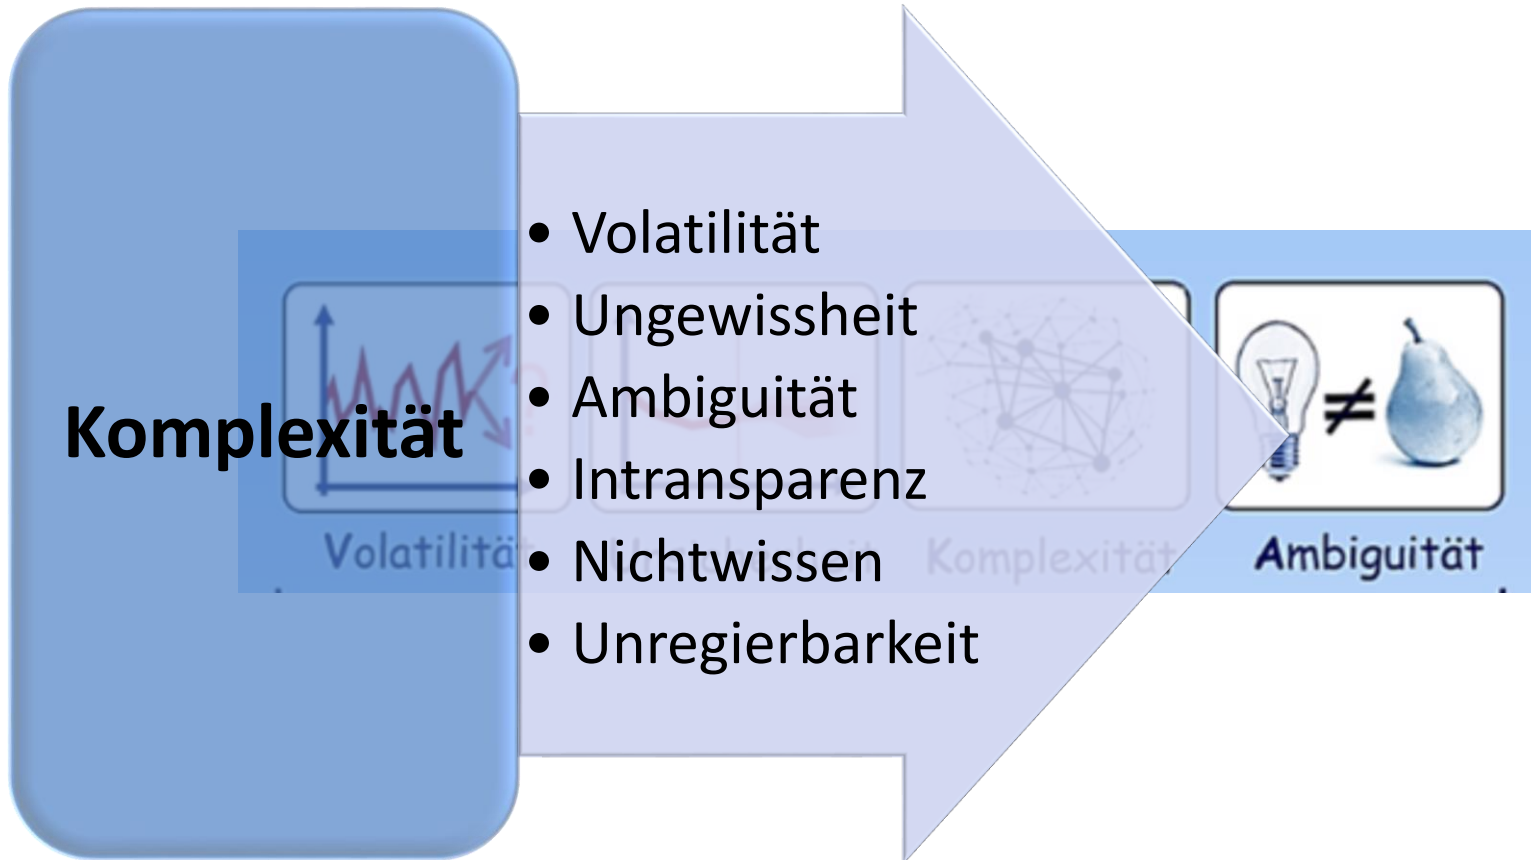 Komplexität
• Volatilität
• Ungewissheit
• Ambiguität
• Intransparenz
• Nichtwissen
• Unregierbarkeit
Volatilität
Komplexität
Ambiguität